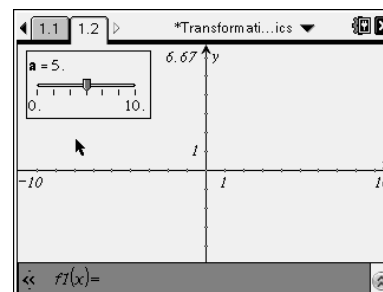 1.1 1.2 *Transformati...ics
a = 5.
0. 10.
6.67 y
1
-10 1
f1(x)=